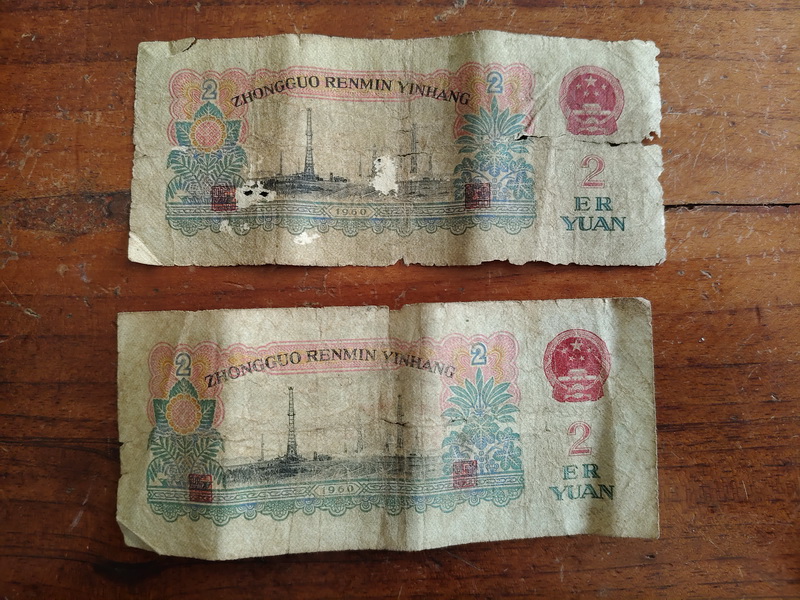 2 2
ZHONGGUO RENMIN YINHANG
1960
2
ER
YUAN
2 2
ZHONGGUO RENMIN YINHANG
1960
2
ER
YUAN